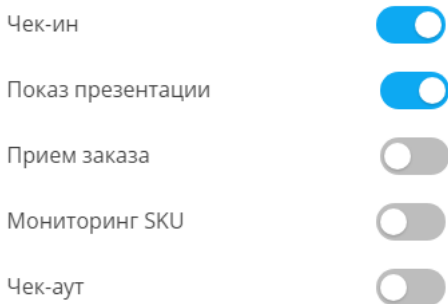 Чек-ин
Показ презентации
Прием заказа
Мониторинг SKU
Чек-аут